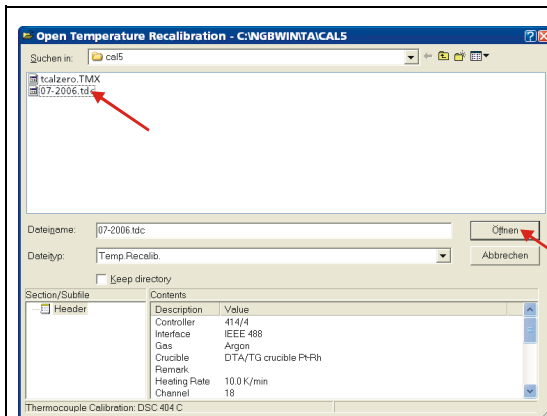 Open Temperature Recalibration - C:\NGBWIN\TA\CAL5
Suchen in: cal5
tcalzero.TMX
07-2006.tdc
Dateiname: 07-2006.tdc Öffnen
Dateityp: Temp.Recalib. Abbrechen
Keep directory
Section/Subfile Contents
Header Description Value
Controller 414/4
Interface IEEE 488
Gas Argon
Crucible DTA/TG crucible Pt-Rh
Remark
Heating Rate 10.0 K/min
Channel 18
Thermocouple Calibration: DSC 404 C